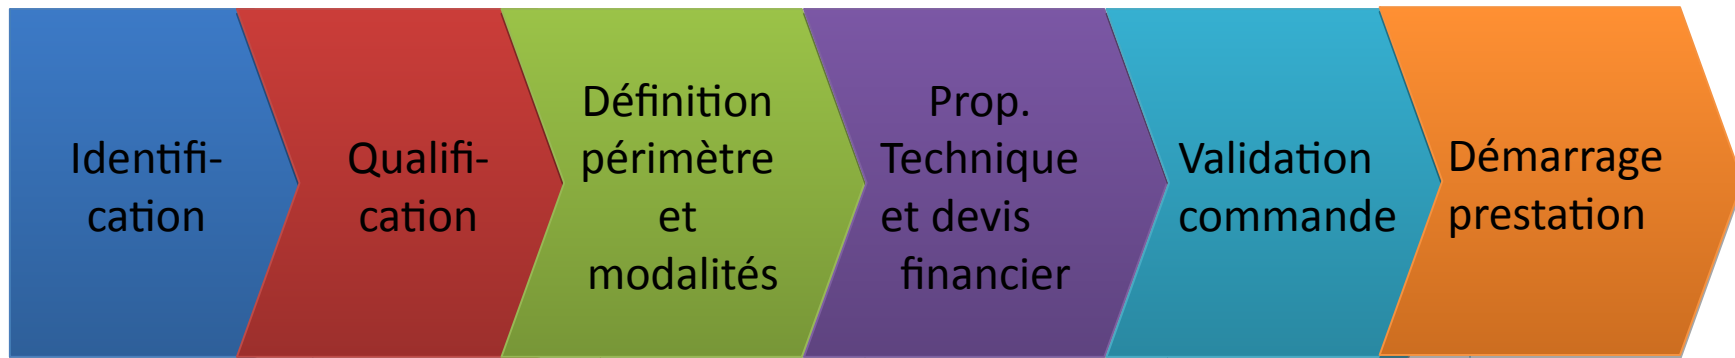 Identifi-
cation
Qualifi-
cation
Définition
périmètre
et
modalités
Prop.
Technique
et devis
financier
Validation
commande
Démarrage
prestation